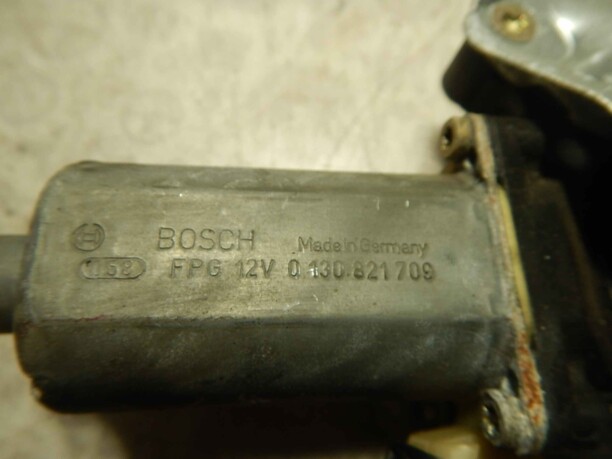 BOSCH Made in Germany
FPG 12V 0 130 821 709